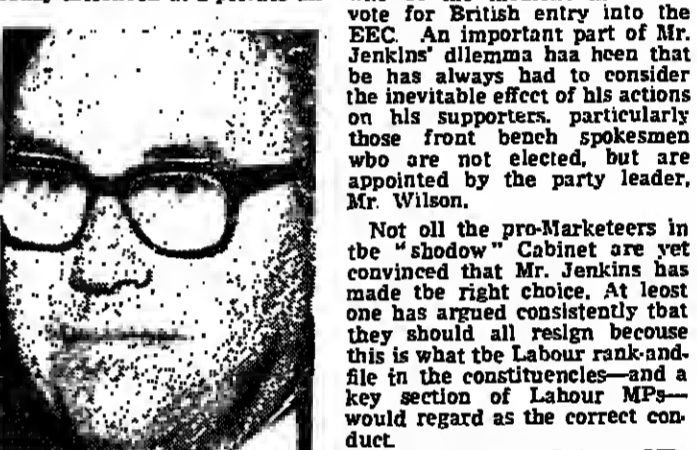 vote for British entry into the
EEC. An important part of Mr.
Jenkins' dilemma haa heen that
be has always had to consider
the inevitable effect of his actions
on his supporters. particularly
those front bench spokesmen
who are not elected, but are
appointed by the party leader,
Mr. Wilson.
Not oll the pro-Marketeers in
tbe "shodow" Cabinet are yet
convinced that Mr. Jenkins has
made tbe right choice. At leost
one has argued consistently tbat
they should all resign becouse
this is what tbe Labour rank-and-
file in the constituencies—and a
key section of Lahour MPs—
would regard as the correct con-
duct.